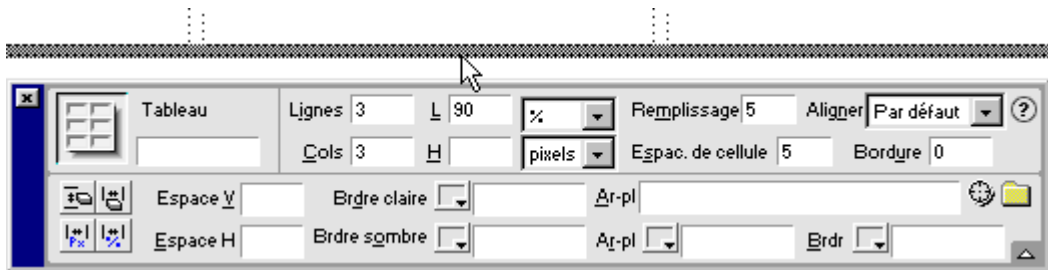 Tableau Lignes 3 L 90 % Remplissage 5 Aligner Par défaut ?
Cols 3 H pixels Espac. de cellule 5 Bordure 0
Espace V Brdre claire Ar-pl
Espace H Brdre sombre Ar-pl Brdr